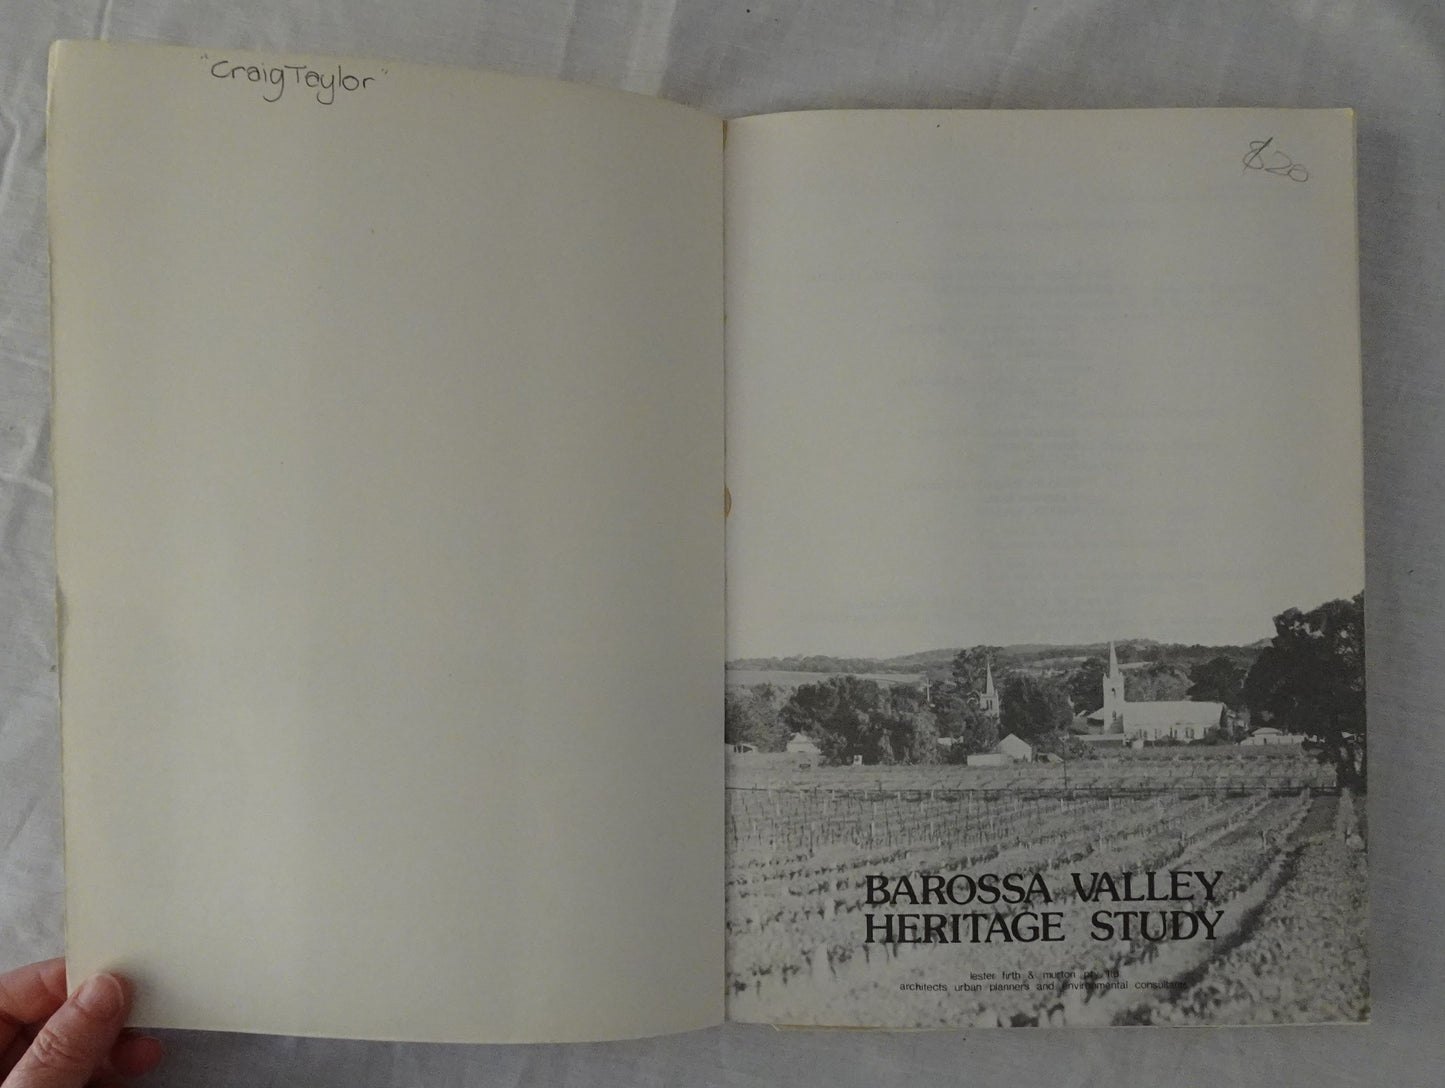 "Craig Taylor"
$20
BAROSSA VALLEY
HERITAGE STUDY
lester firth & murton pty ltd
architects urban planners and environmental consultants